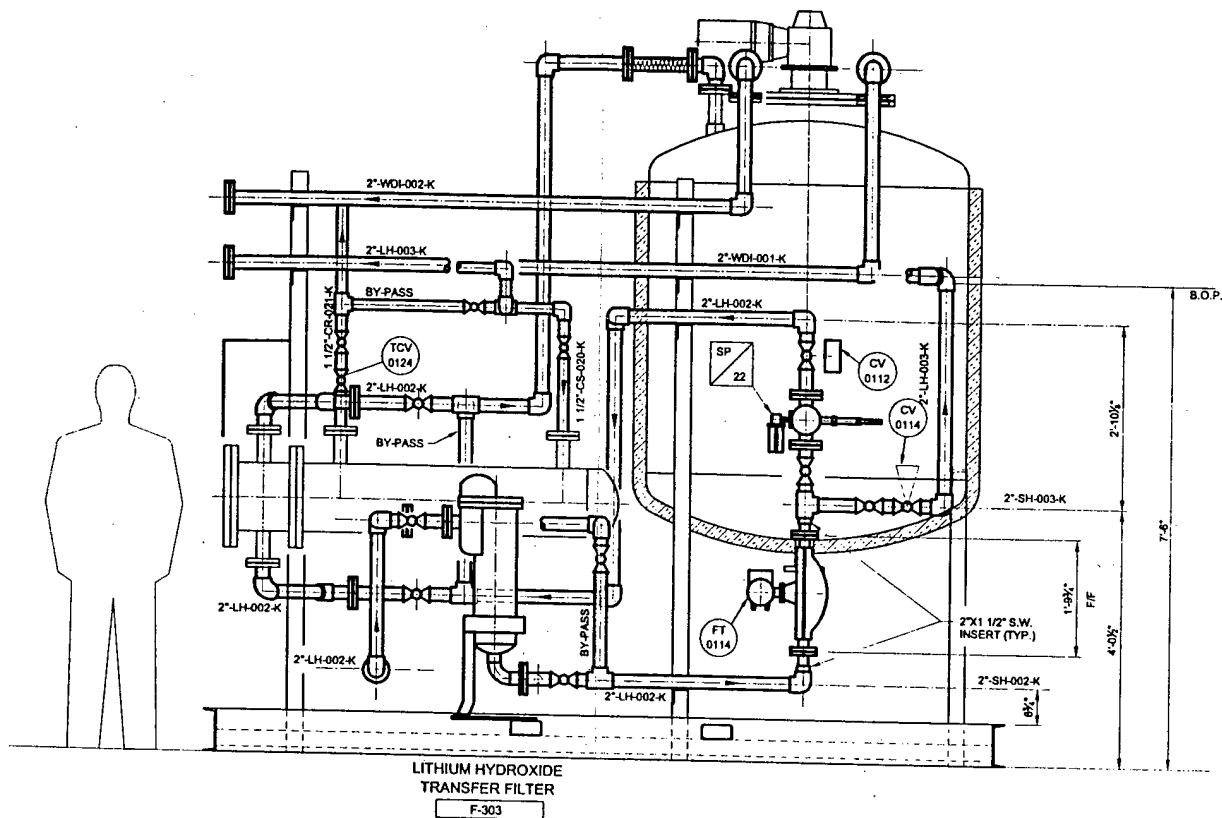 2"-WDI-002-K
2"-LH-003-K
2"-WDI-001-K
B.O.P.
BY-PASS
2"-LH-002-K
1 1/2"-CR-021-K
TCV
0124
SP
22
CV
0112
2"-LH-003-K
2"-LH-002-K
1 1/2"-CS-020-K
CV
0114
2'-10⅛"
BY-PASS
2"-SH-003-K
7'-6"
2"-LH-002-K
BY-PASS
FT
0114
2"X1 1/2" S.W.
INSERT (TYP.)
1'-9¾"
F/F
4'-0½"
2"-LH-002-K
2"-LH-002-K
2"-SH-002-K
6¾"
LITHIUM HYDROXIDE
TRANSFER FILTER
F-303